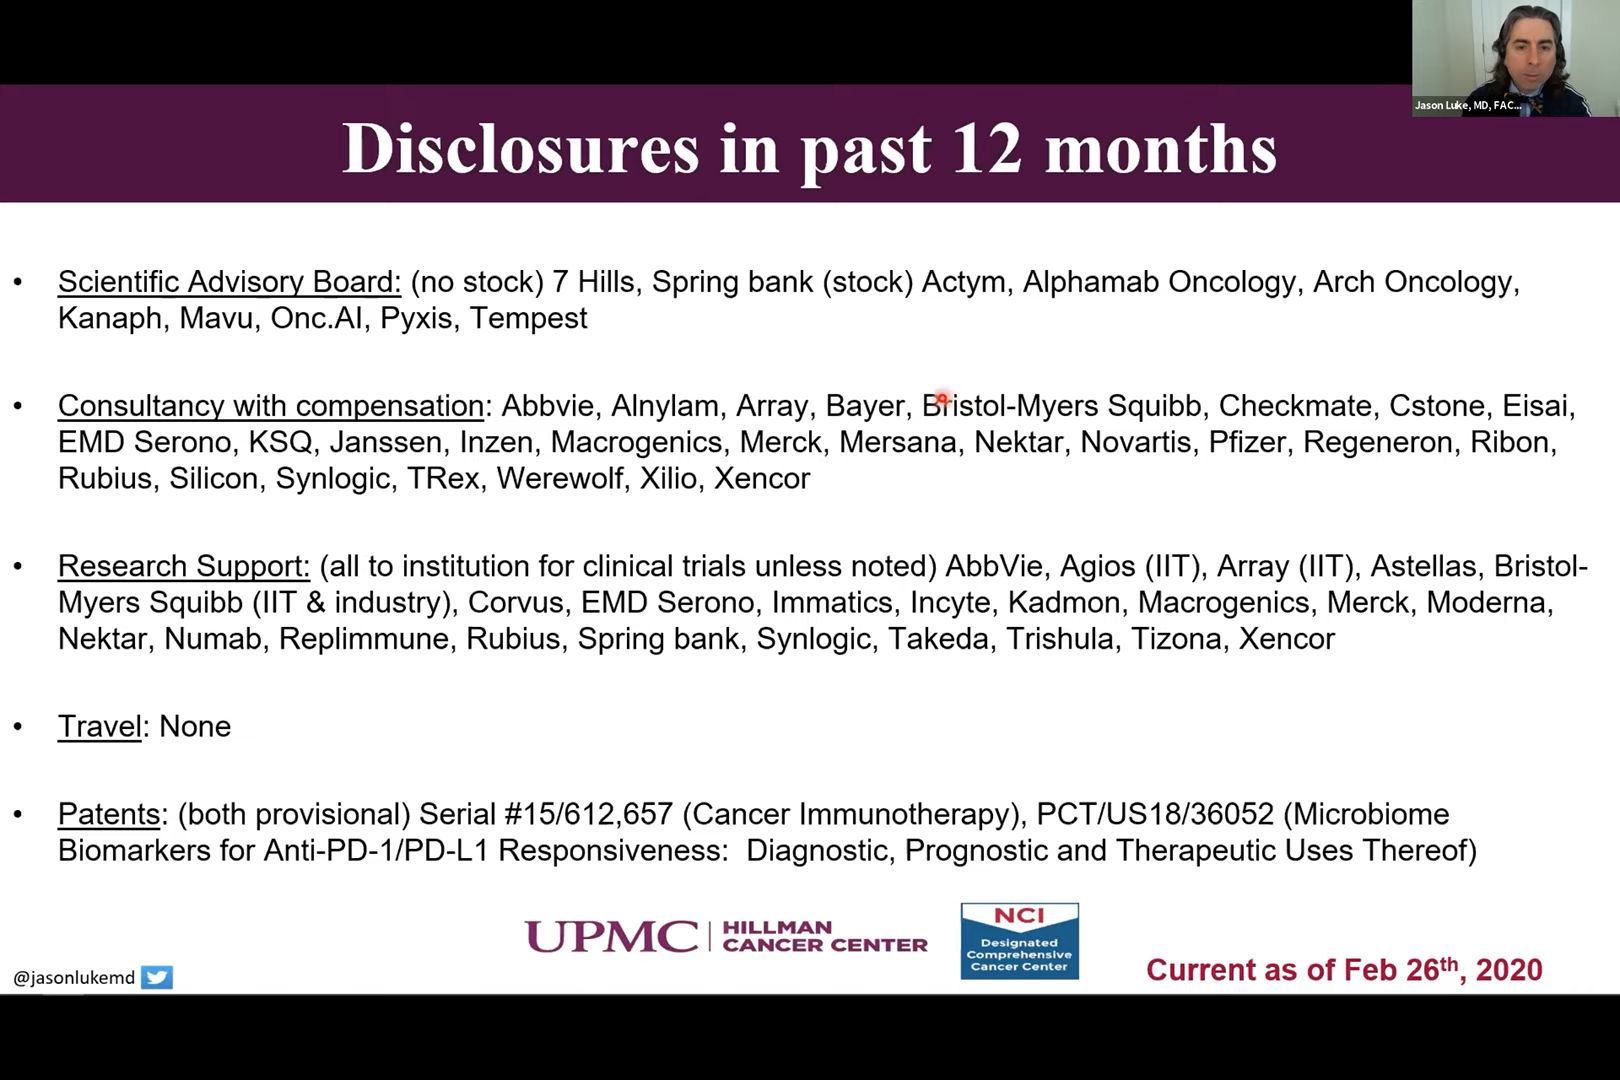 Jason Luke, MD, FAC...
Disclosures in past 12 months
• Scientific Advisory Board: (no stock) 7 Hills, Spring bank (stock) Actym, Alphamab Oncology, Arch Oncology,
Kanaph, Mavu, Onc.AI, Pyxis, Tempest
• Consultancy with compensation: Abbvie, Alnylam, Array, Bayer, Bristol-Myers Squibb, Checkmate, Cstone, Eisai,
EMD Serono, KSQ, Janssen, Inzen, Macrogenics, Merck, Mersana, Nektar, Novartis, Pfizer, Regeneron, Ribon,
Rubius, Silicon, Synlogic, TRex, Werewolf, Xilio, Xencor
• Research Support: (all to institution for clinical trials unless noted) AbbVie, Agios (IIT), Array (IIT), Astellas, Bristol-
Myers Squibb (IIT & industry), Corvus, EMD Serono, Immatics, Incyte, Kadmon, Macrogenics, Merck, Moderna,
Nektar, Numab, Replimmune, Rubius, Spring bank, Synlogic, Takeda, Trishula, Tizona, Xencor
• Travel: None
• Patents: (both provisional) Serial #15/612,657 (Cancer Immunotherapy), PCT/US18/36052 (Microbiome
Biomarkers for Anti-PD-1/PD-L1 Responsiveness: Diagnostic, Prognostic and Therapeutic Uses Thereof)
UPMC | HILLMAN
CANCER CENTER
NCI
Designated
Comprehensive
Cancer Center
@jasonlukemd
Current as of Feb 26th, 2020